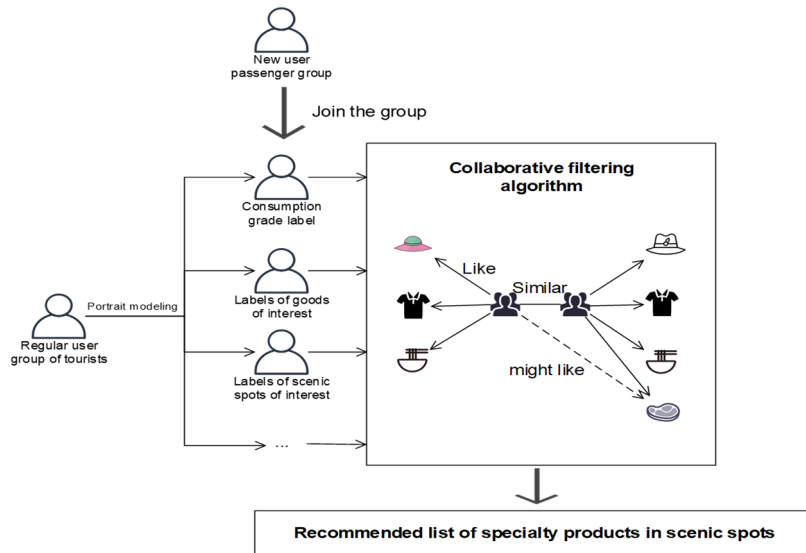 New user
passenger group
Join the group
Consumption
grade label
Collaborative filtering
algorithm
Like
Similar
Labels of goods
of interest
Portrait modeling
Regular user
group of tourists
Labels of scenic
spots of interest
might like
...
Recommended list of specialty products in scenic spots